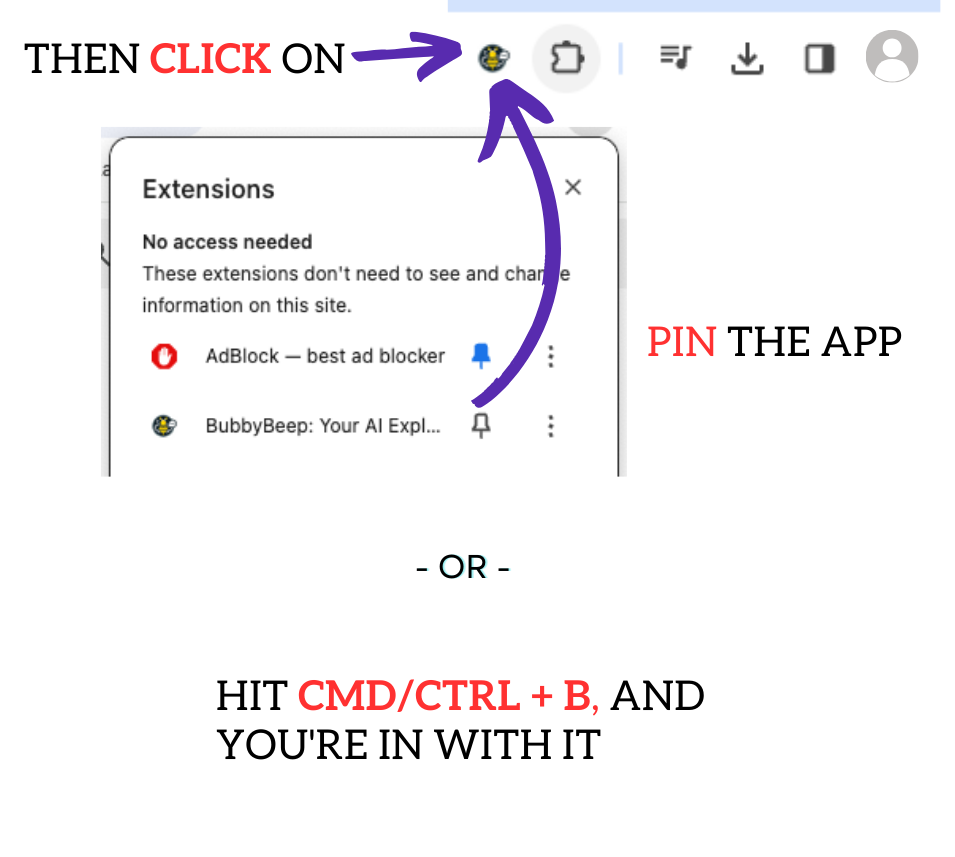 THEN CLICK ON
Extensions
No access needed
These extensions don't need to see and change
information on this site.
AdBlock — best ad blocker
PIN THE APP
BubbyBeep: Your AI Expl...
- OR -
HIT CMD/CTRL + B, AND
YOU'RE IN WITH IT